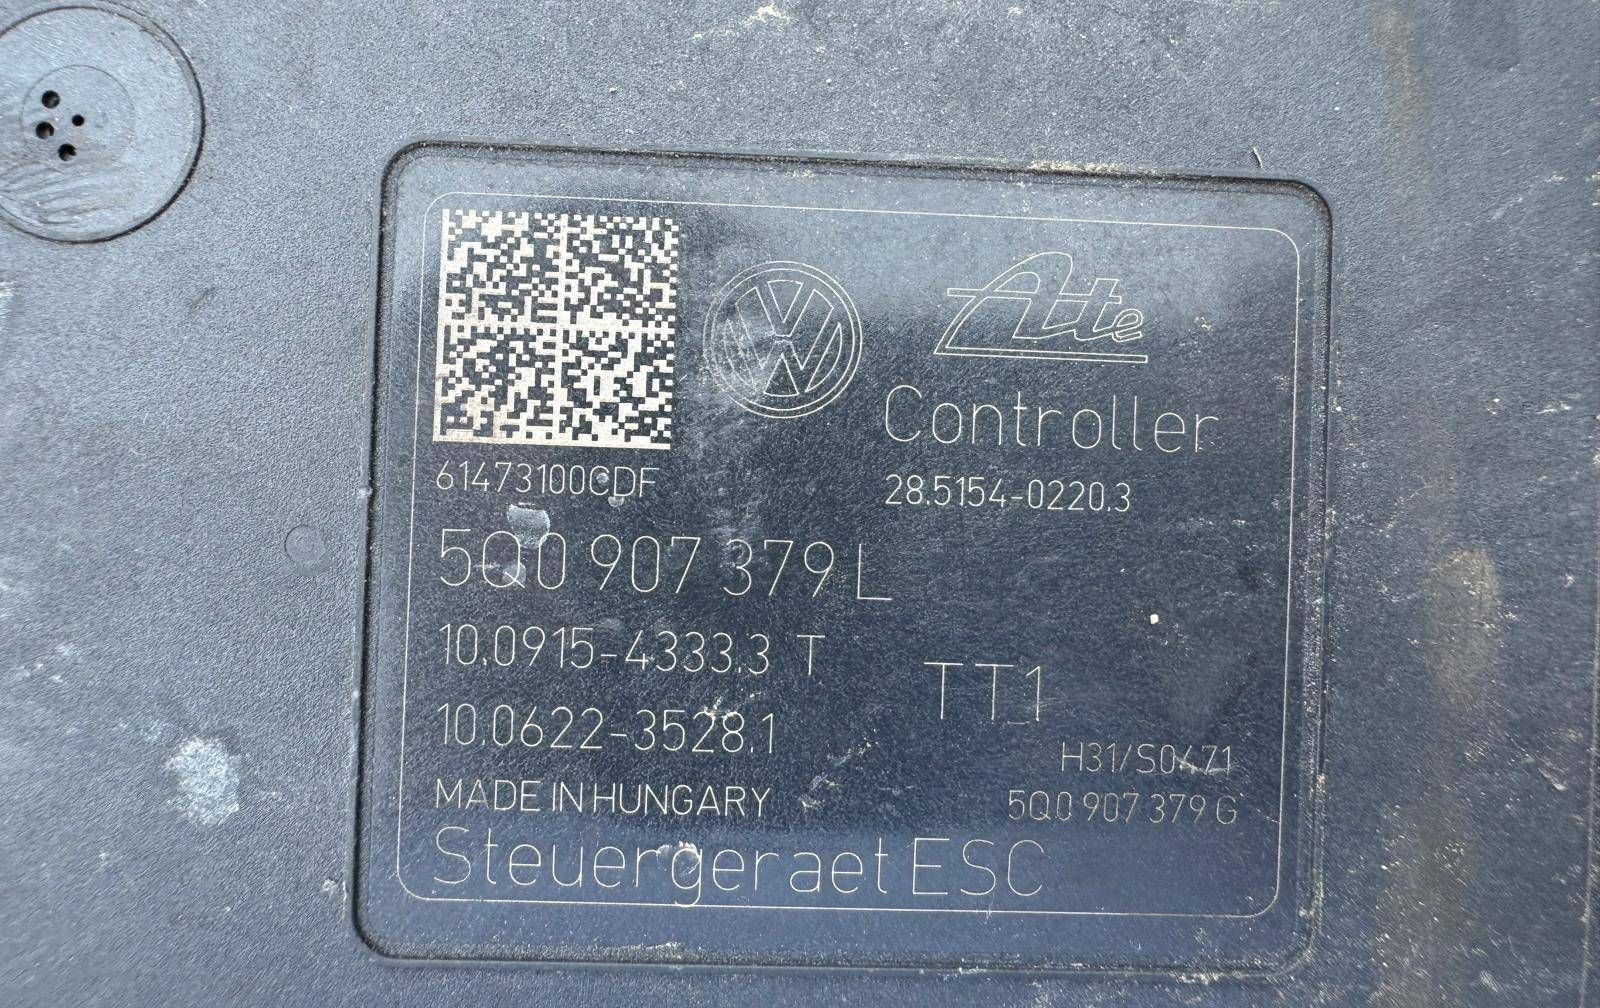 Ate
Controller
61473100CDF
28.5154-0220.3
5Q0 907 379 L
10.0915-4333.3 T
TT1
10.0622-3528.1
H31/S0471
MADE IN HUNGARY
5Q0 907 379 G
Steuergeraet ESC